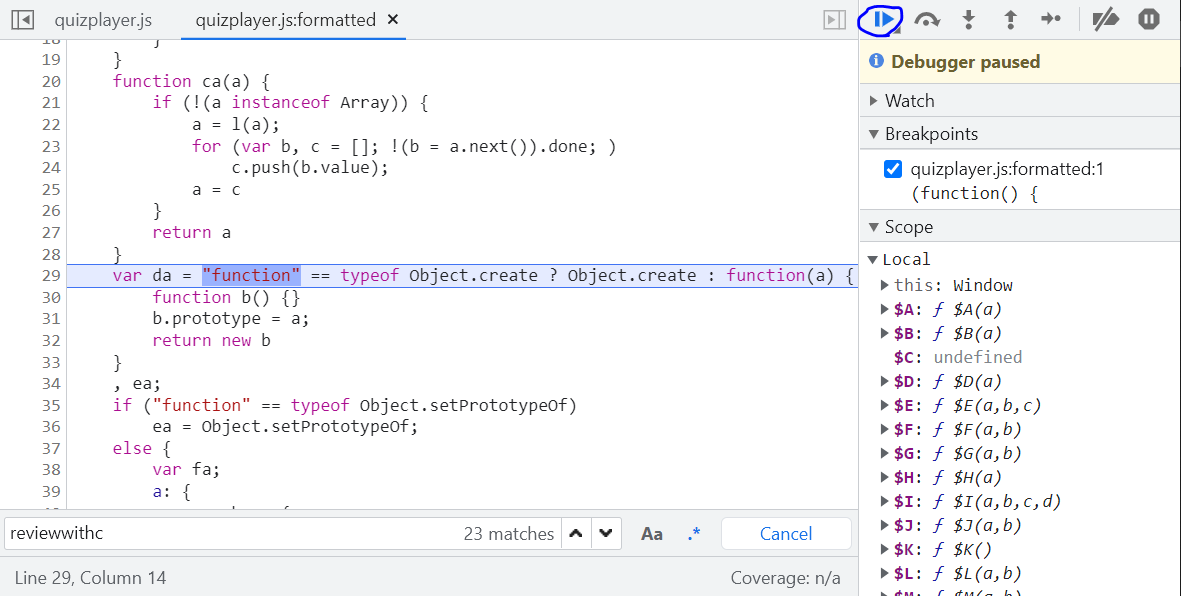 quizplayer.js
quizplayer.js:formatted ×
19 }
20 function ca(a) {
21 if (!(a instanceof Array)) {
22 a = l(a);
23 for (var b, c = []; !(b = a.next()).done; )
24 c.push(b.value);
25 a = c
26 }
27 return a
28 }
29 var da = "function" == typeof Object.create ? Object.create : function(a) {
30 function b() {}
31 b.prototype = a;
32 return new b
33 }
34 , ea;
35 if ("function" == typeof Object.setPrototypeOf)
36 ea = Object.setPrototypeOf;
37 else {
38 var fa;
39 a: {
reviewwithc
23 matches
Aa
.*
Cancel
Line 29, Column 14
Coverage: n/a
Debugger paused
Watch
Breakpoints
quizplayer.js:formatted:1
(function() {
Scope
Local
this: Window
$A: ƒ $A(a)
$B: ƒ $B(a)
$C: undefined
$D: ƒ $D(a)
$E: ƒ $E(a,b,c)
$F: ƒ $F(a,b)
$G: ƒ $G(a,b)
$H: ƒ $H(a)
$I: ƒ $I(a,b,c,d)
$J: ƒ $J(a,b)
$K: ƒ $K()
$L: ƒ $L(a,b)